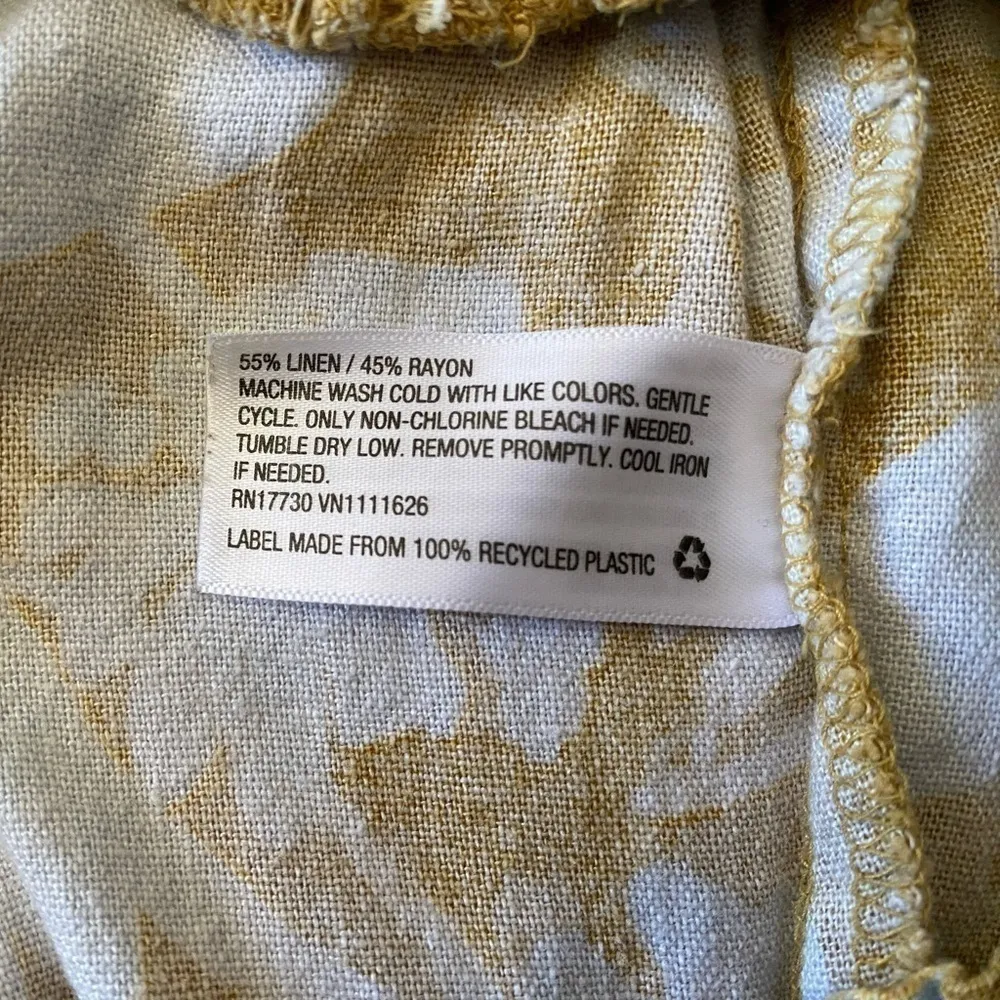 55% LINEN / 45% RAYON
MACHINE WASH COLD WITH LIKE COLORS. GENTLE
CYCLE. ONLY NON-CHLORINE BLEACH IF NEEDED.
TUMBLE DRY LOW. REMOVE PROMPTLY. COOL IRON
IF NEEDED.
RN17730 VN1111626
LABEL MADE FROM 100% RECYCLED PLASTIC